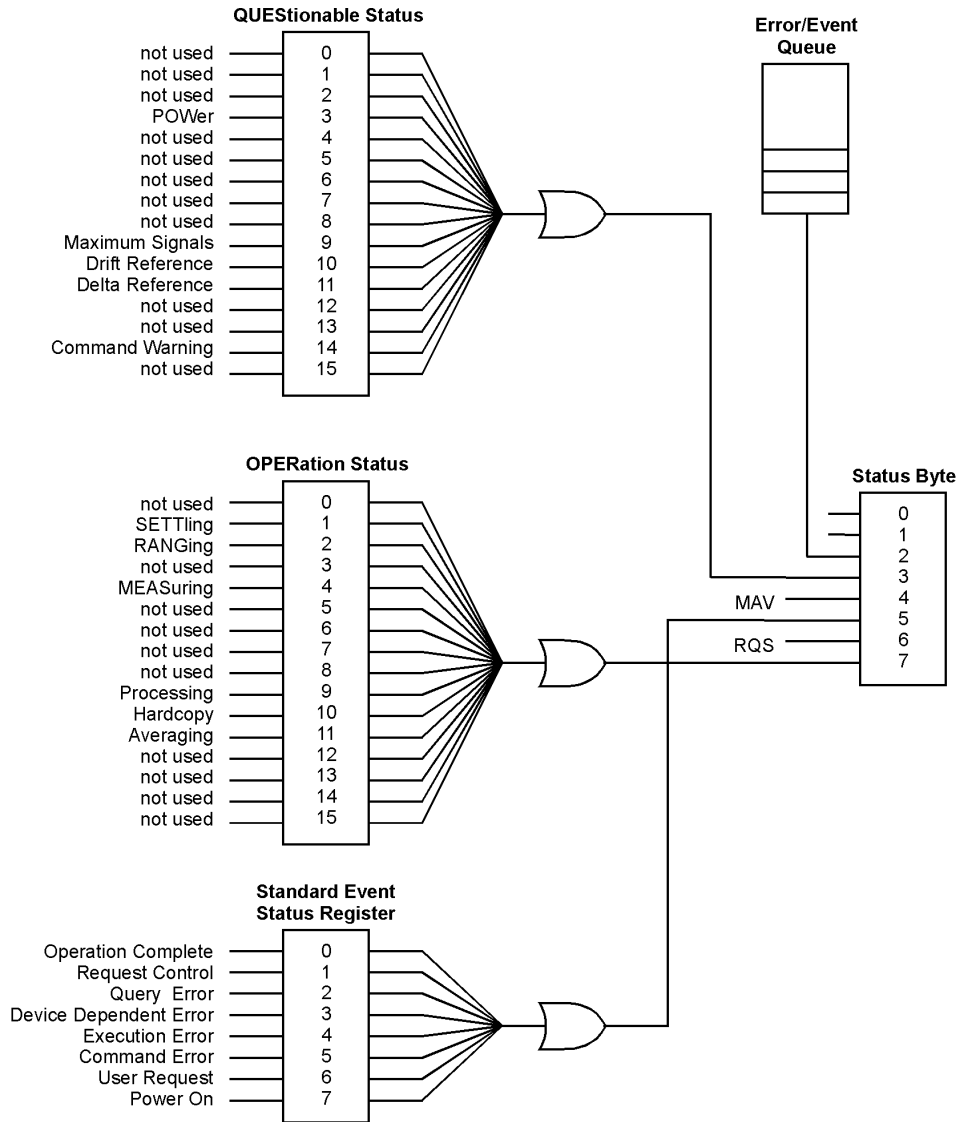 QUEStionable Status
not used 0
not used 1
not used 2
POWer 3
not used 4
not used 5
not used 6
not used 7
not used 8
Maximum Signals 9
Drift Reference 10
Delta Reference 11
not used 12
not used 13
Command Warning 14
not used 15
Error/Event
Queue
OPERation Status
not used 0
SETTling 1
RANGing 2
not used 3
MEASuring 4
not used 5
not used 6
not used 7
not used 8
Processing 9
Hardcopy 10
Averaging 11
not used 12
not used 13
not used 14
not used 15
Status Byte
0
1
2
3
MAV 4
5
RQS 6
7
Standard Event
Status Register
Operation Complete 0
Request Control 1
Query Error 2
Device Dependent Error 3
Execution Error 4
Command Error 5
User Request 6
Power On 7